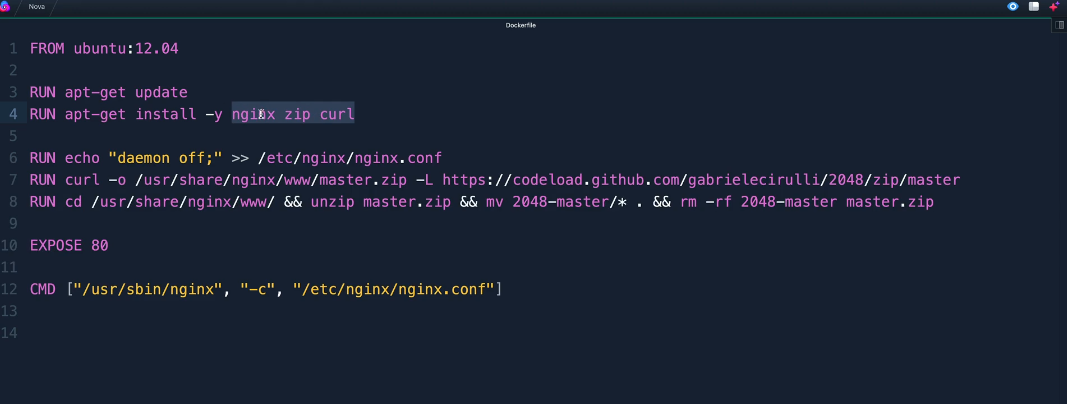 Nova
Dockerfile
1 FROM ubuntu:12.04
2
3 RUN apt-get update
4 RUN apt-get install -y nginx zip curl
5
6 RUN echo "daemon off;" >> /etc/nginx/nginx.conf
7 RUN curl -o /usr/share/nginx/www/master.zip -L https://codeload.github.com/gabrielecirulli/2048/zip/master
8 RUN cd /usr/share/nginx/www/ && unzip master.zip && mv 2048-master/* . && rm -rf 2048-master master.zip
9
10 EXPOSE 80
11
12 CMD ["/usr/sbin/nginx", "-c", "/etc/nginx/nginx.conf"]
13
14